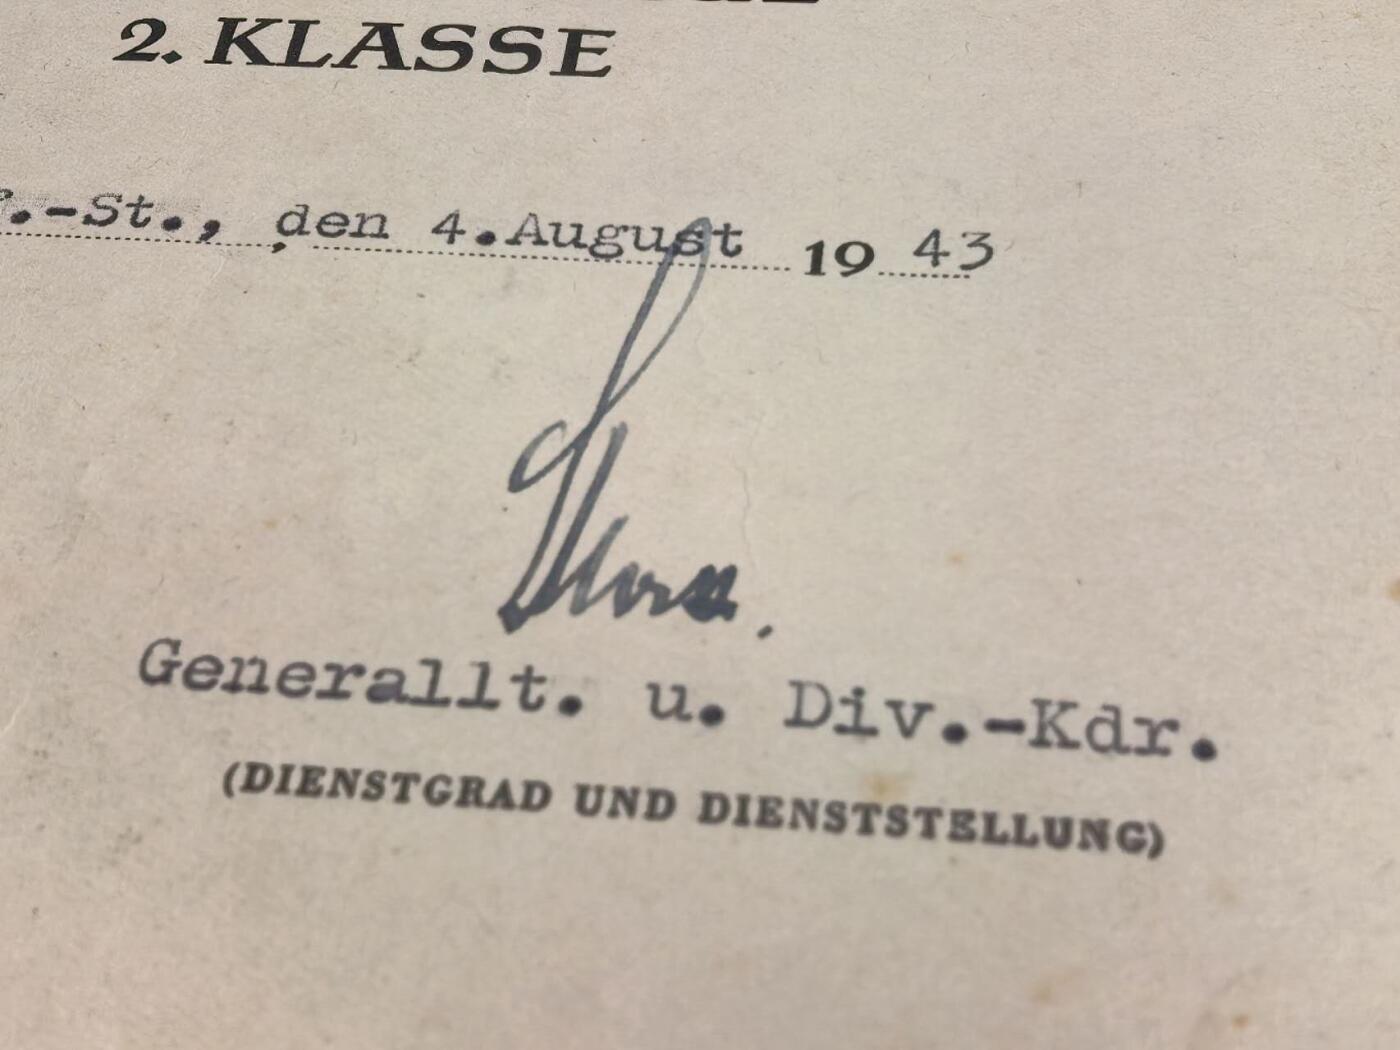 2. KLASSE
.-St., den 4.August 19 43
Generallt. u. Div.-Kdr.
(DIENSTGRAD UND DIENSTSTELLUNG)